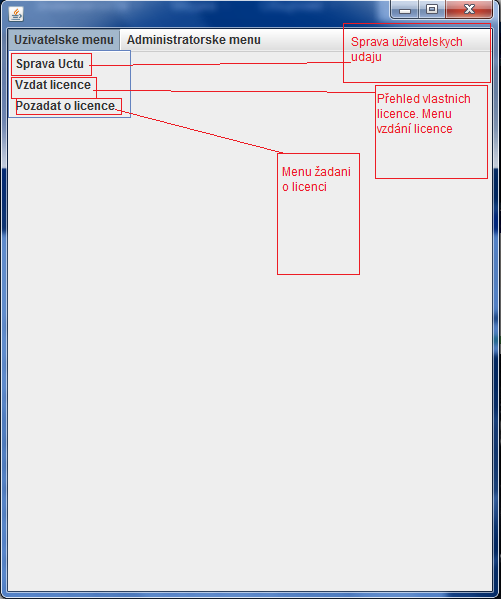 Uzivatelske menu Administratorske menu
Sprava Uctu
Vzdat licence
Pozadat o licence
Sprava uživatelskych
udaju
Přehled vlastnich
licence. Menu
vzdání licence
Menu žadani
o licenci